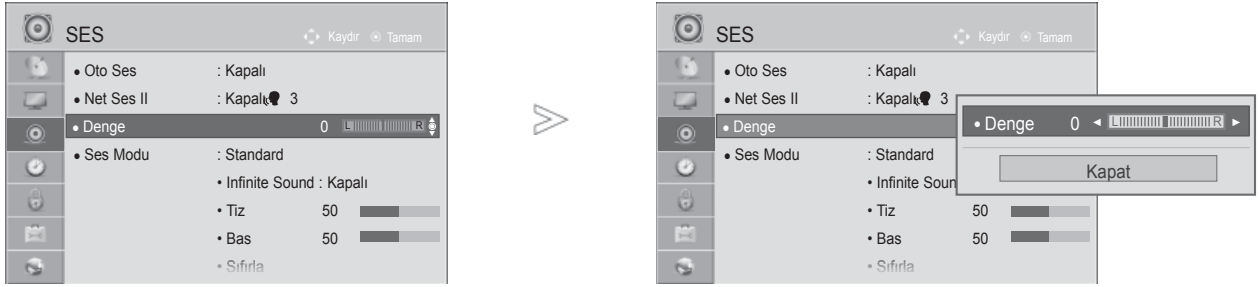 SES Kaydır Tamam
• Oto Ses : Kapalı
• Net Ses II : Kapalı 3
• Denge 0 L R
• Ses Modu : Standard
• Infinite Sound : Kapalı
• Tiz 50
• Bas 50
• Sıfırla
>
SES Kaydır Tamam
• Oto Ses : Kapalı
• Net Ses II : Kapalı 3
• Denge
• Ses Modu : Standard
• Infinite Soun
• Tiz 50
• Bas 50
• Sıfırla
• Denge 0 ◄ L R ►
Kapat